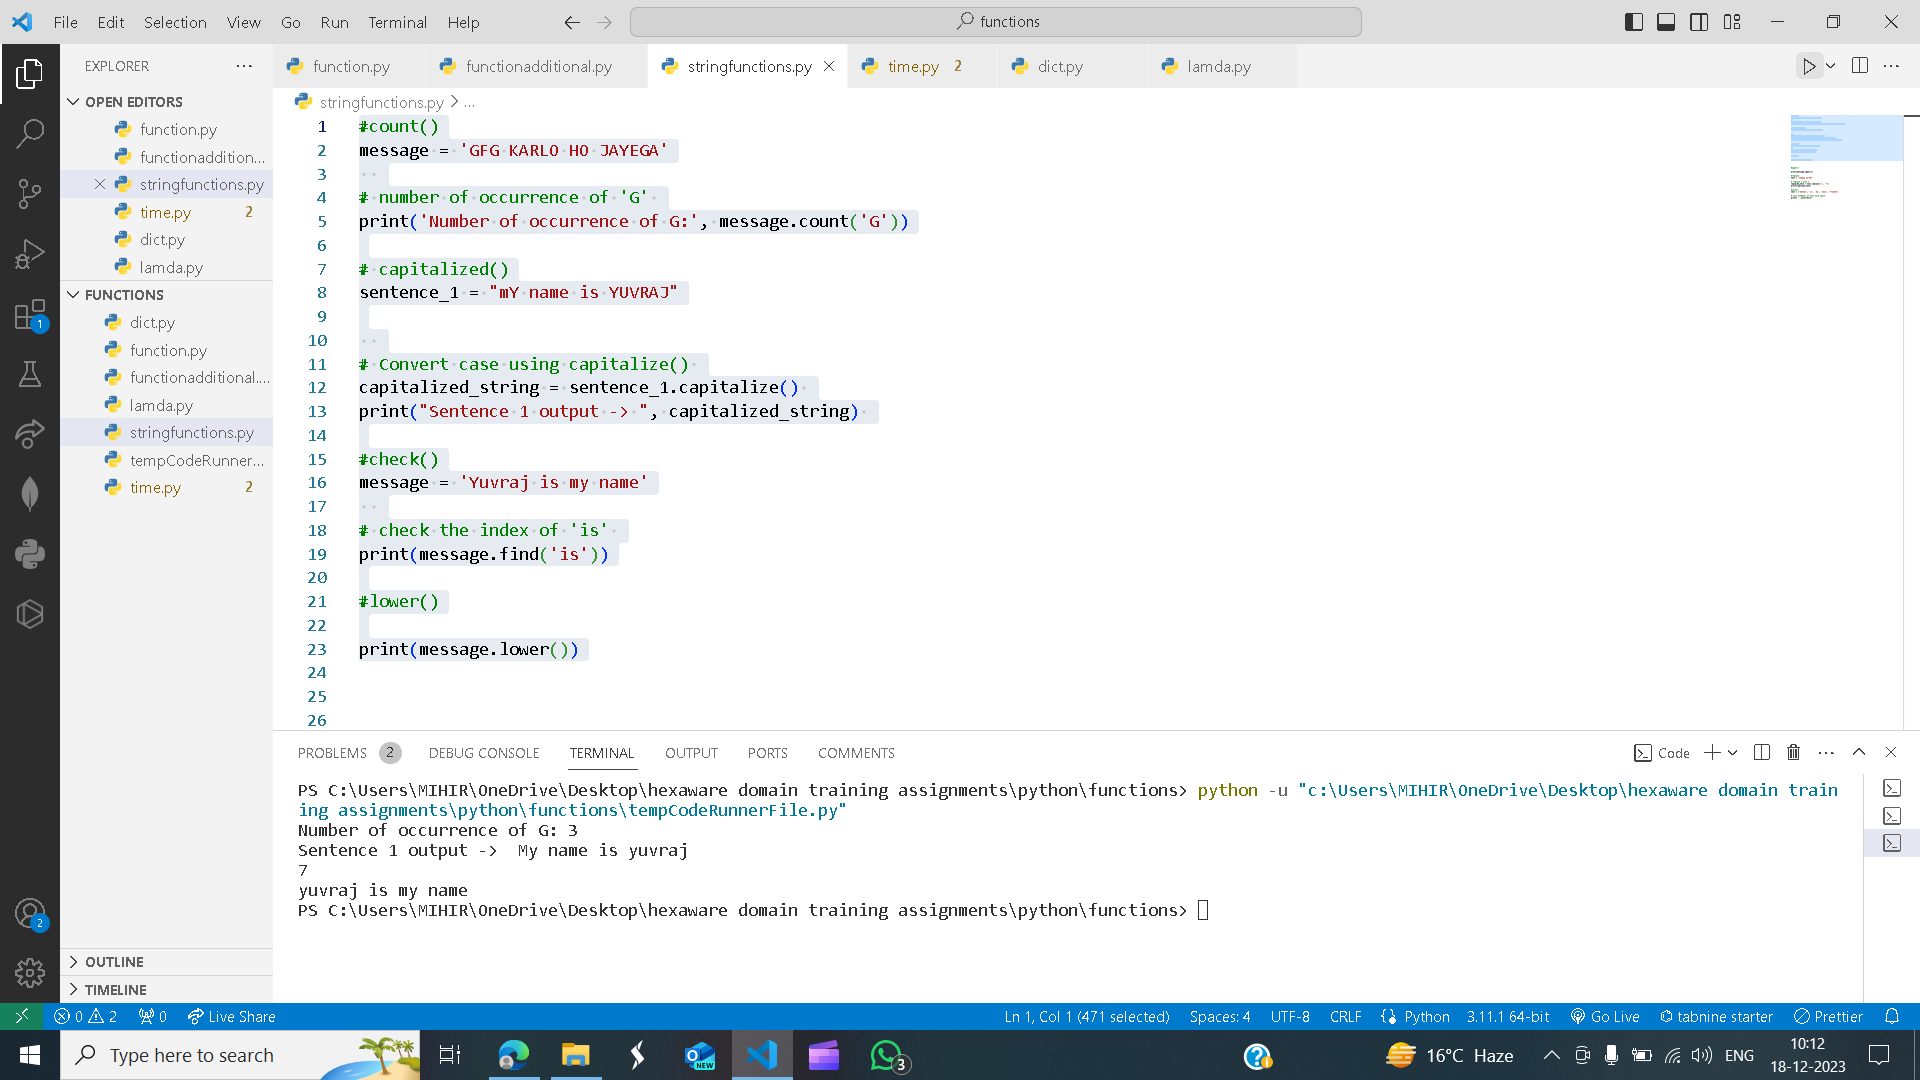 File Edit Selection View Go Run Terminal Help
functions
EXPLORER
OPEN EDITORS
function.py
functionaddition...
stringfunctions.py
time.py 2
dict.py
lamda.py
FUNCTIONS
dict.py
function.py
functionadditional....
lamda.py
stringfunctions.py
tempCodeRunner...
time.py 2
OUTLINE
TIMELINE
1
2
function.py functionadditional.py stringfunctions.py time.py 2 dict.py lamda.py
stringfunctions.py > ...
1 #count()
2 message = 'GFG KARLO HO JAYEGA'
3
4 # number of occurrence of 'G'
5 print('Number of occurrence of G:', message.count('G'))
6
7 # capitalized()
8 sentence_1 = "mY name is YUVRAJ"
9
10
11 # Convert case using capitalize()
12 capitalized_string = sentence_1.capitalize()
13 print("Sentence 1 output -> ", capitalized_string)
14
15 #check()
16 message = 'Yuvraj is my name'
17
18 # check the index of 'is'
19 print(message.find('is'))
20
21 #lower()
22
23 print(message.lower())
24
25
26
PROBLEMS 2 DEBUG CONSOLE TERMINAL OUTPUT PORTS COMMENTS
Code
PS C:\Users\MIHIR\OneDrive\Desktop\hexaware domain training assignments\python\functions> python -u "c:\Users\MIHIR\OneDrive\Desktop\hexaware domain train
ing assignments\python\functions\tempCodeRunnerFile.py"
Number of occurrence of G: 3
Sentence 1 output ->  My name is yuvraj
7
yuvraj is my name
PS C:\Users\MIHIR\OneDrive\Desktop\hexaware domain training assignments\python\functions>
0 2 0 Live Share Ln 1, Col 1 (471 selected) Spaces: 4 UTF-8 CRLF Python 3.11.1 64-bit Go Live tabnine starter Prettier
Type here to search
NEW
3
16°C Haze
ENG
10:12
18-12-2023